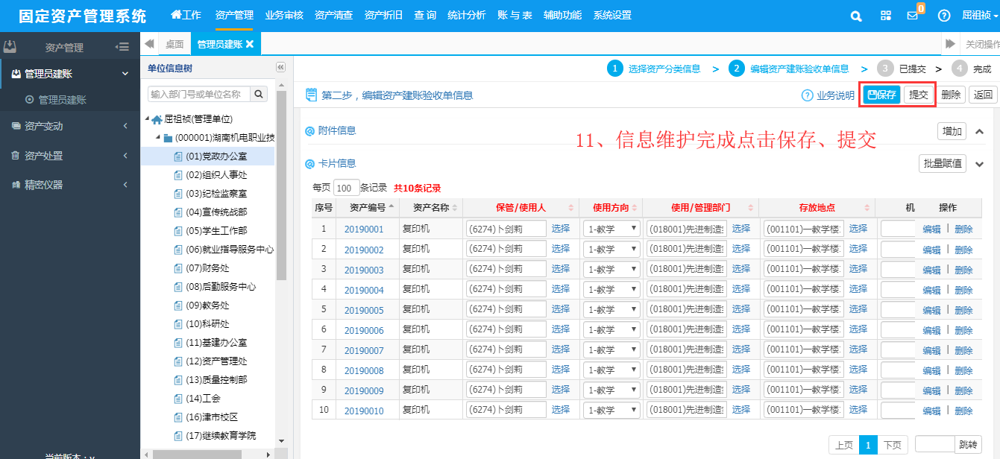 固定资产管理系统 工作 资产管理 业务审核 资产清查 资产折旧 查 询 统计分析 账 与 表 辅助功能 系统设置 0 屈祖祯
资产管理 桌面 管理员建账 关闭操作
管理员建账
管理员建账
资产变动
资产处置
精密仪器
当前版本：v
单位信息树
输入部门号或单位名称
屈祖祯(管理单位)
(000001)湖南机电职业技
(01)党政办公室
(02)组织人事处
(03)纪检监察室
(04)宣传统战部
(05)学生工作部
(06)就业指导服务中心
(07)财务处
(08)后勤服务中心
(09)教务处
(10)科研处
(11)基建办公室
(12)资产管理处
(13)质量控制部
(14)工会
(16)津市校区
(17)继续教育学院
1 选择资产分类信息 > 2 编辑资产建账验收单信息 > 3 已提交 > 4 完成
第二步，编辑资产建账验收单信息 业务说明 保存 提交 删除 返回
附件信息 增加
11、信息维护完成点击保存、提交
卡片信息 批量赋值
每页 100 条记录 共10条记录
序号 资产编号 资产名称 保管/使用人 使用方向 使用/管理部门 存放地点 机 操作
1 20190001 复印机 (6274)卜剑莉 选择 1-教学 (018001)先进制造 选择 (001101)一教学楼 选择 编辑 | 删除
2 20190002 复印机 (6274)卜剑莉 选择 1-教学 (018001)先进制造 选择 (001101)一教学楼 选择 编辑 | 删除
3 20190003 复印机 (6274)卜剑莉 选择 1-教学 (018001)先进制造 选择 (001101)一教学楼 选择 编辑 | 删除
4 20190004 复印机 (6274)卜剑莉 选择 1-教学 (018001)先进制造 选择 (001101)一教学楼 选择 编辑 | 删除
5 20190005 复印机 (6274)卜剑莉 选择 1-教学 (018001)先进制造 选择 (001101)一教学楼 选择 编辑 | 删除
6 20190006 复印机 (6274)卜剑莉 选择 1-教学 (018001)先进制造 选择 (001101)一教学楼 选择 编辑 | 删除
7 20190007 复印机 (6274)卜剑莉 选择 1-教学 (018001)先进制造 选择 (001101)一教学楼 选择 编辑 | 删除
8 20190008 复印机 (6274)卜剑莉 选择 1-教学 (018001)先进制造 选择 (001101)一教学楼 选择 编辑 | 删除
9 20190009 复印机 (6274)卜剑莉 选择 1-教学 (018001)先进制造 选择 (001101)一教学楼 选择 编辑 | 删除
10 20190010 复印机 (6274)卜剑莉 选择 1-教学 (018001)先进制造 选择 (001101)一教学楼 选择 编辑 | 删除
上页 1 下页 跳转